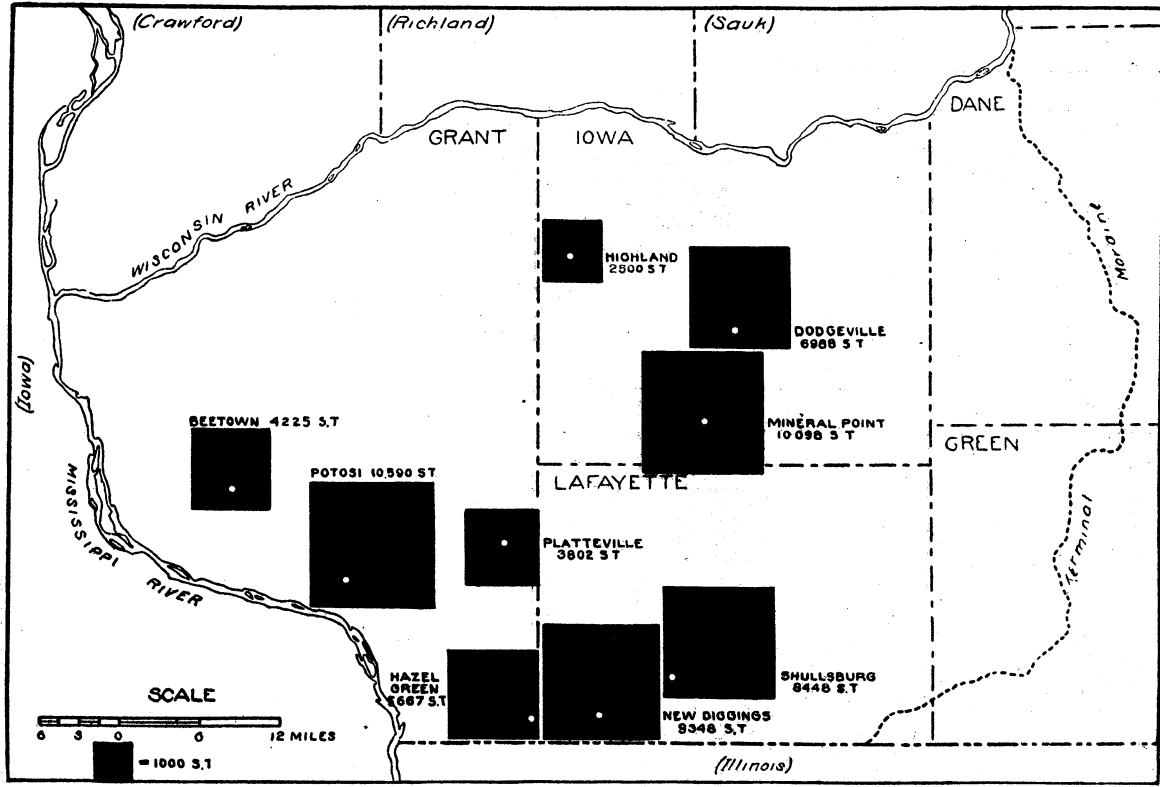 (Crawford)
(Richland)
(Sauk)
DANE
GRANT
IOWA
WISCONSIN RIVER
Moraine
HIGHLAND
2500 S T
DODGEVILLE
6988 S T
(Iowa)
BEETOWN 4225 S,T
MINERAL POINT
10098 S T
GREEN
POTOSI 10,590 S T
LAFAYETTE
MISSISSIPPI
RIVER
PLATTEVILLE
3802 S T
Terminal
HAZEL
GREEN
5667 S.T
SHULLSBURG
8448 S,T
NEW DIGGINGS
9348 S,T
SCALE
6 3 0 6 12 MILES
= 1000 S,T
(Illinois)